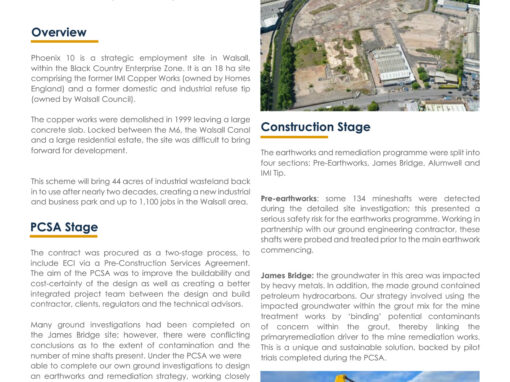 Overview
Phoenix 10 is a strategic employment site in Walsall,
within the Black Country Enterprise Zone. It is an 18 ha site
comprising the former IMI Copper Works (owned by Homes
England) and a former domestic and industrial refuse tip
(owned by Walsall Council).
The copper works were demolished in 1999 leaving a large
concrete slab. Locked between the M6, the Walsall Canal
and a large residential estate, the site was difficult to bring
forward for development.
This scheme will bring 44 acres of industrial wasteland back
in to use after nearly two decades, creating a new industrial
and business park and up to 1,100 jobs in the Walsall area.
PCSA Stage
The contract was procured as a two-stage process, to
include ECI via a Pre-Construction Services Agreement.
The aim of the PCSA was to improve the buildability and
cost-certainty of the design as well as creating a better
integrated project team between the design and build
contractor, clients, regulators and the technical advisors.
Many ground investigations had been completed on
the James Bridge site; however, there were conflicting
conclusions as to the extent of contamination and the
number of mine shafts present. Under the PCSA we were
able to complete our own ground investigations to design
an earthworks and remediation strategy, working closely
Construction Stage
The earthworks and remediation programme were split into
four sections: Pre-Earthworks, James Bridge, Alumwell and
IMI Tip.
Pre-earthworks: some 134 mineshafts were detected
during the detailed site investigation; this presented a
serious safety risk for the earthworks programme. Working in
partnership with our ground engineering contractor, these
shafts were probed and treated prior to the main earthwork
commencing.
James Bridge: the groundwater in this area was impacted
by heavy metals. In addition, the made ground contained
petroleum hydrocarbons. Our strategy involved using the
impacted groundwater within the grout mix for the mine
treatment works by ‘binding’ potential contaminants
of concern within the grout, thereby linking the
primaryremediation driver to the mine remediation works.
This is a unique and sustainable solution, backed by pilot
trials completed during the PCSA.